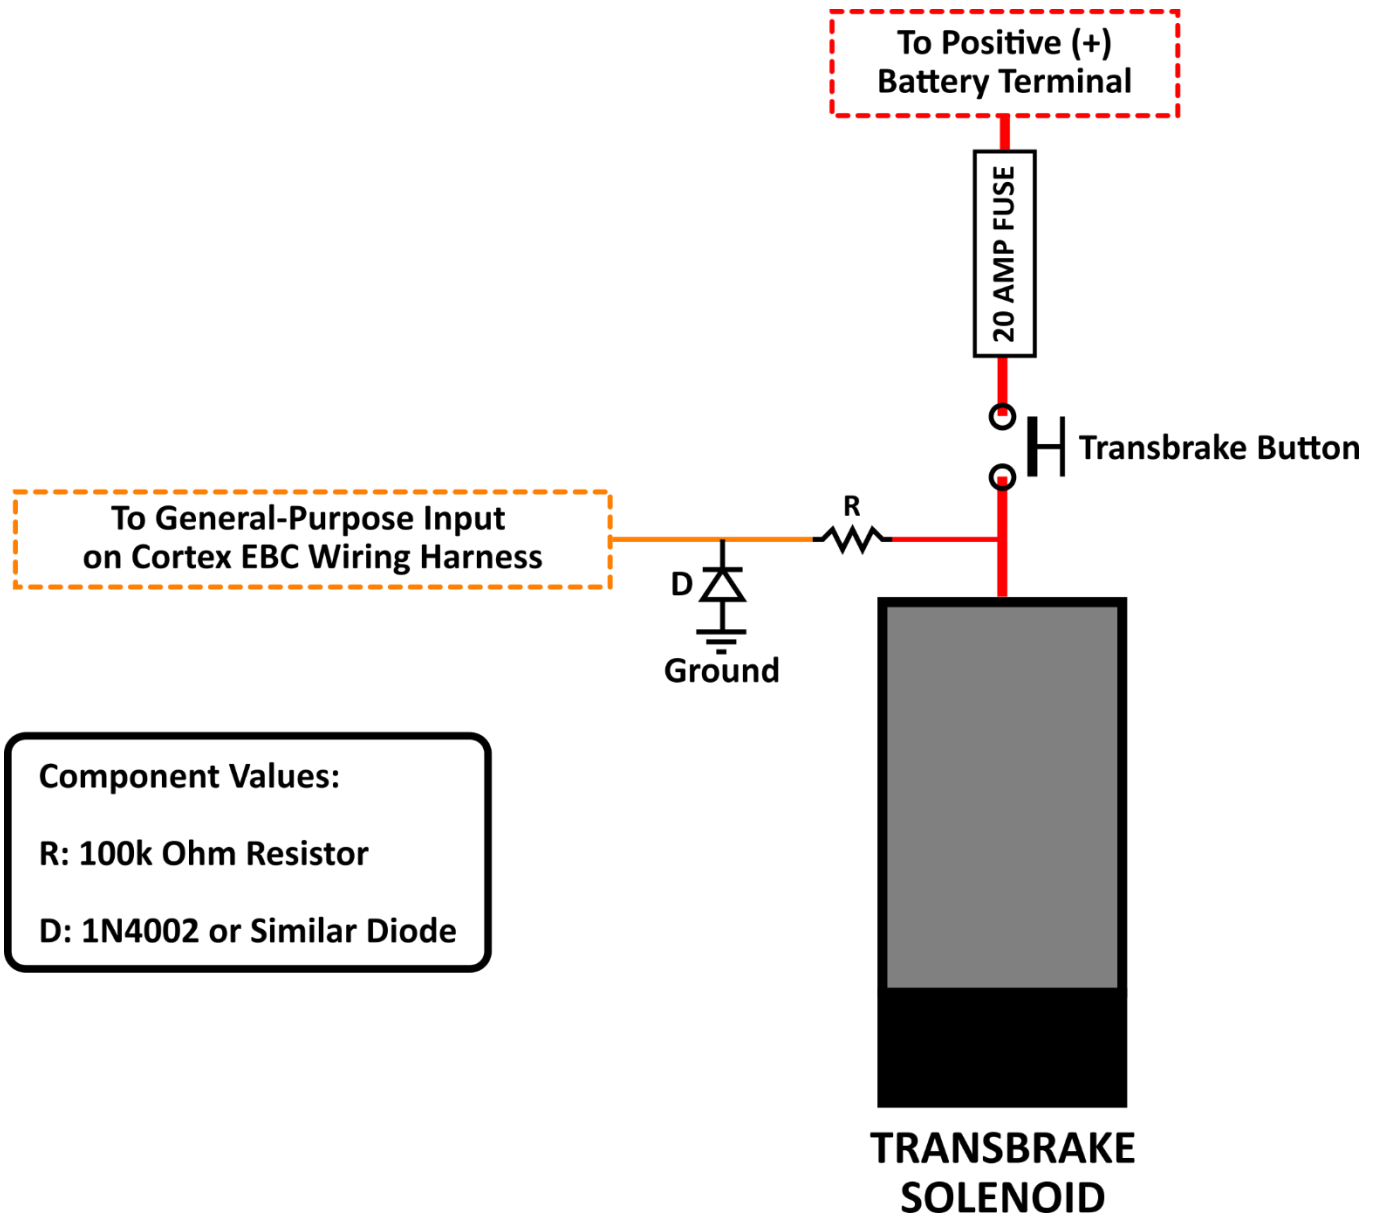 To Positive (+)
Battery Terminal
20 AMP FUSE
Transbrake Button
To General-Purpose Input
on Cortex EBC Wiring Harness
R
D
Ground
Component Values:
R: 100k Ohm Resistor
D: 1N4002 or Similar Diode
TRANSBRAKE
SOLENOID